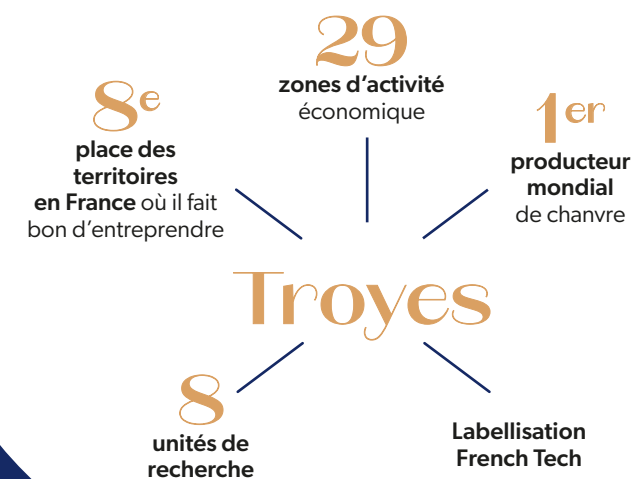 29
zones d'activité
économique
8e
place des
territoires
en France où il fait
bon d'entreprendre
1er
producteur
mondial
de chanvre
Troyes
8
unités de
recherche
Labellisation
French Tech